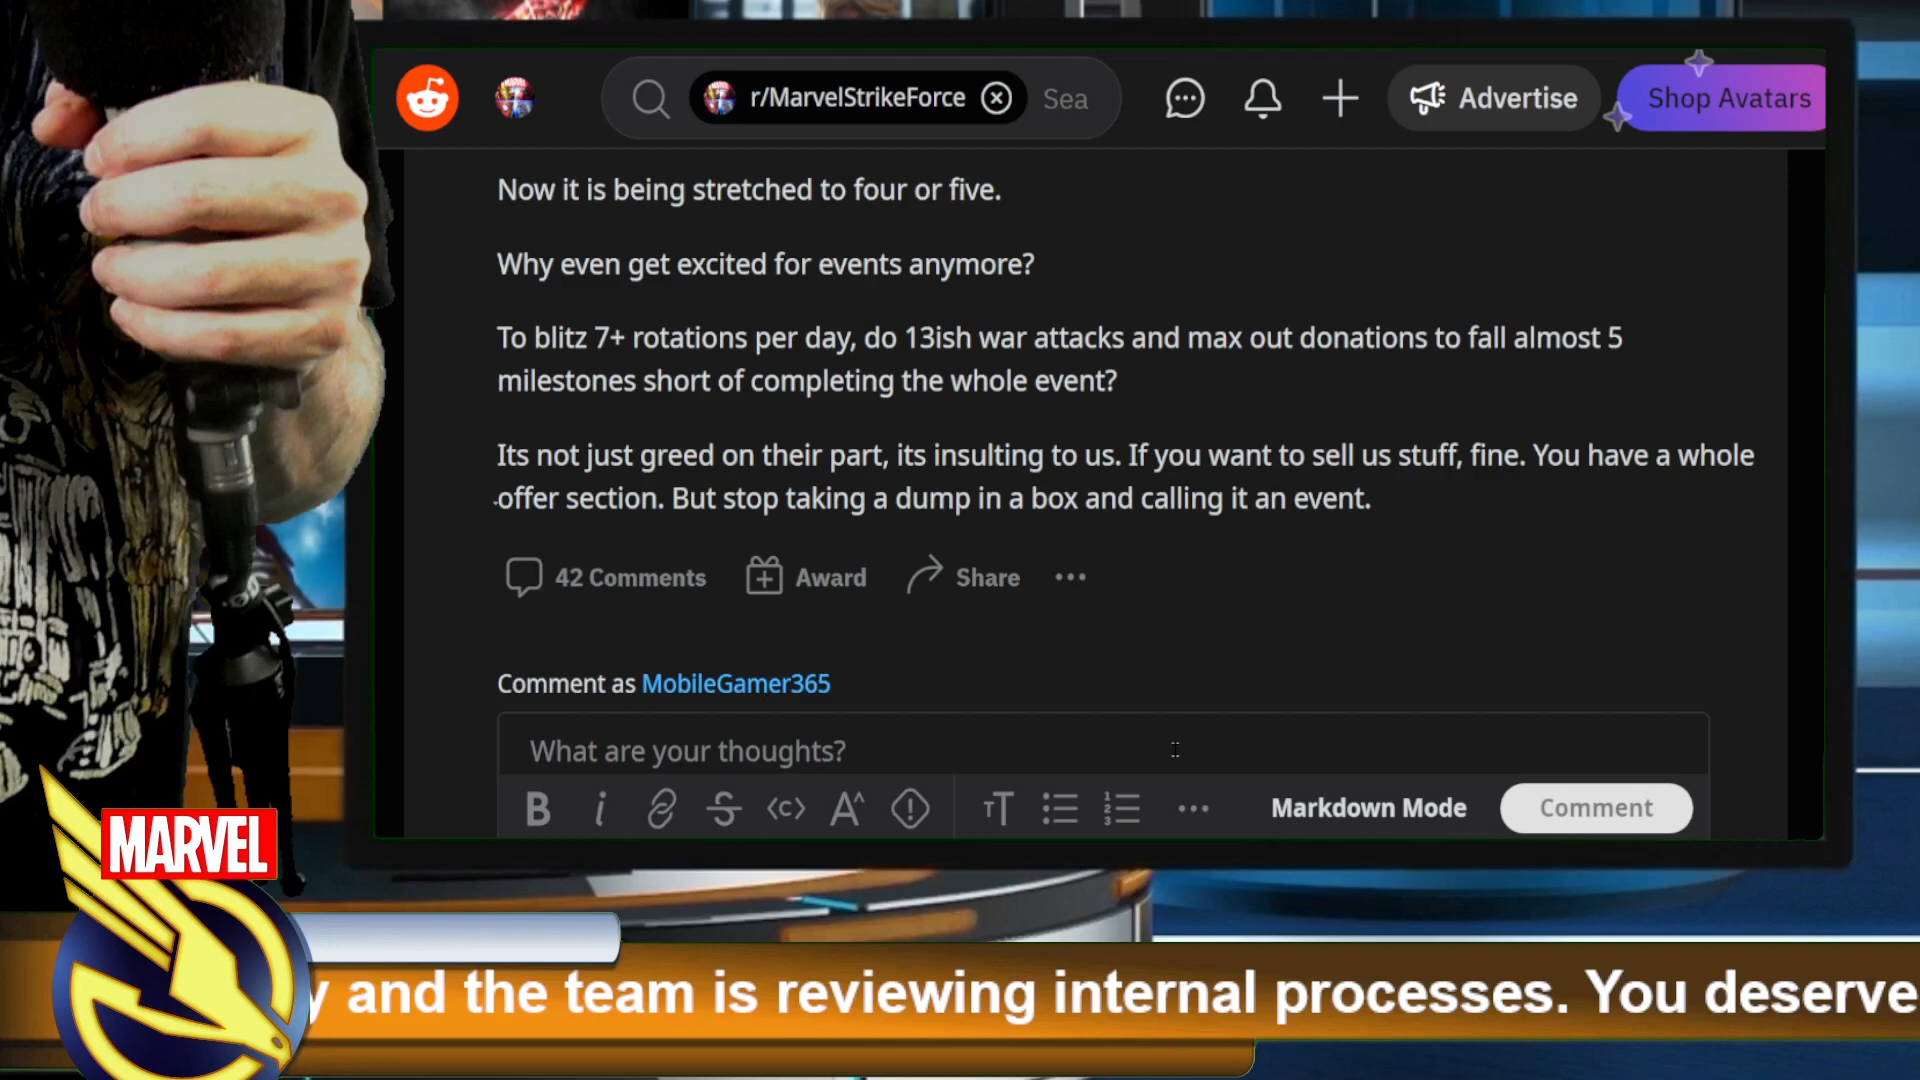 r/MarvelStrikeForce
Sea
Advertise
Shop Avatars
Now it is being stretched to four or five.
Why even get excited for events anymore?
To blitz 7+ rotations per day, do 13ish war attacks and max out donations to fall almost 5
milestones short of completing the whole event?
Its not just greed on their part, its insulting to us. If you want to sell us stuff, fine. You have a whole
offer section. But stop taking a dump in a box and calling it an event.
42 Comments
Award
Share
Comment as MobileGamer365
What are your thoughts?
Markdown Mode
Comment
MARVEL
y and the team is reviewing internal processes. You deserve